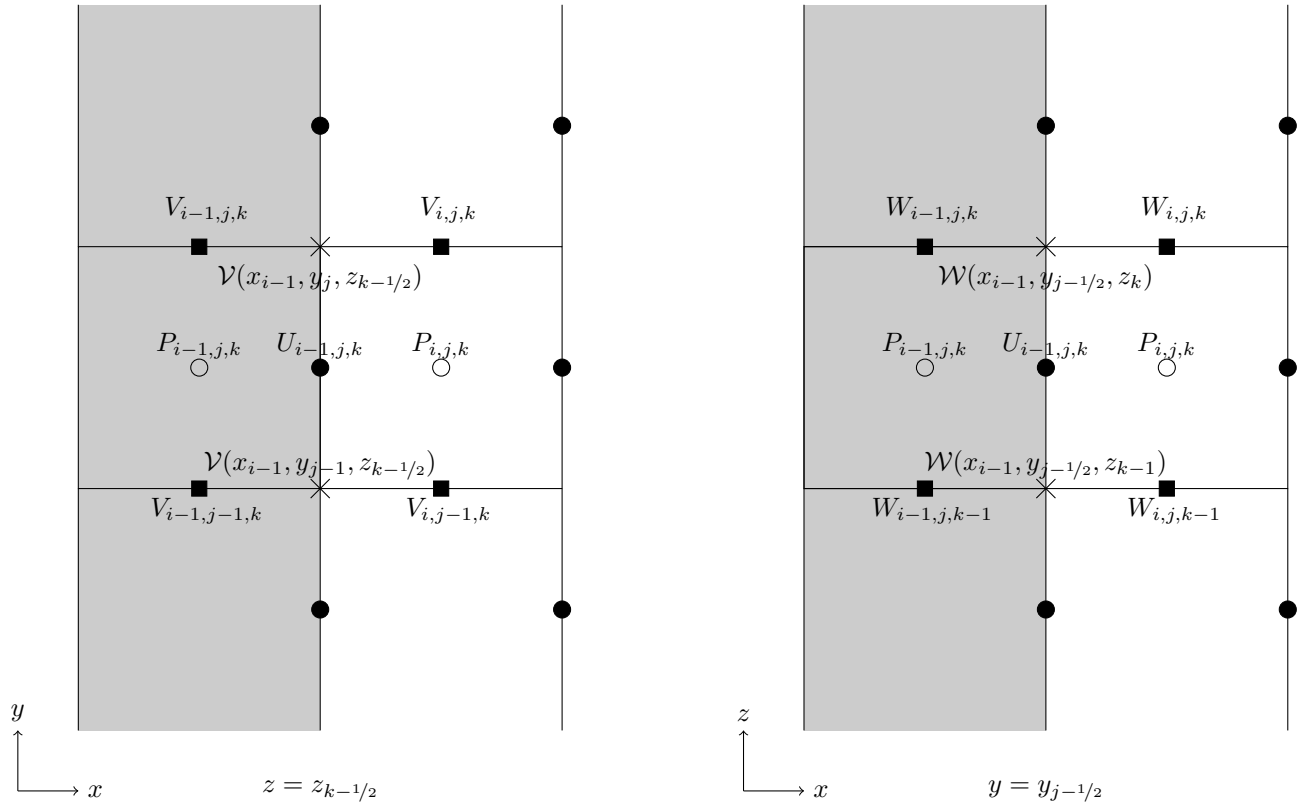 V_{i−1,j,k} V_{i,j,k}
𝒱(x_{i−1}, y_j, z_{k−1/2})
P_{i−1,j,k} U_{i−1,j,k} P_{i,j,k}
𝒱(x_{i−1}, y_{j−1}, z_{k−1/2})
V_{i−1,j−1,k} V_{i,j−1,k}
y
x
z = z_{k−1/2}
W_{i−1,j,k} W_{i,j,k}
𝒲(x_{i−1}, y_{j−1/2}, z_k)
P_{i−1,j,k} U_{i−1,j,k} P_{i,j,k}
𝒲(x_{i−1}, y_{j−1/2}, z_{k−1})
W_{i−1,j,k−1} W_{i,j,k−1}
z
x
y = y_{j−1/2}